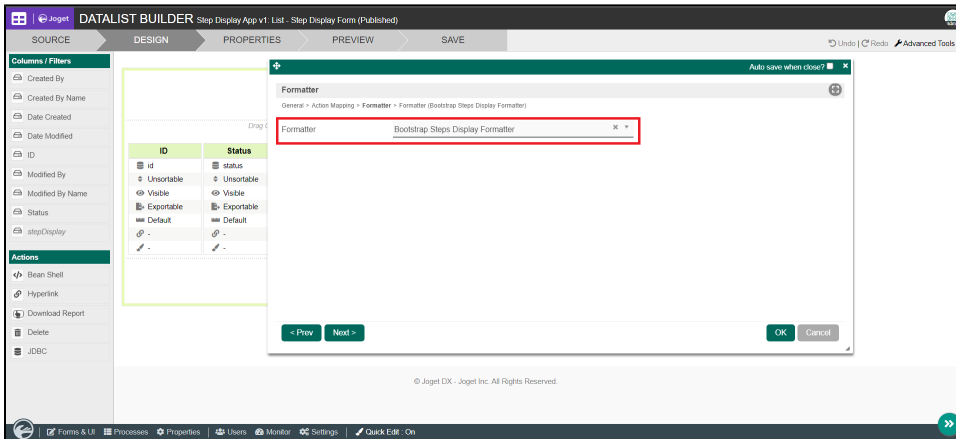 Joget DATALIST BUILDER Step Display App v1: List - Step Display Form (Published)
SOURCE DESIGN PROPERTIES PREVIEW SAVE
Undo | Redo Advanced Tools
Columns / Filters
Created By
Created By Name
Date Created
Date Modified
ID
Modified By
Modified By Name
Status
stepDisplay
Actions
Bean Shell
Hyperlink
Download Report
Delete
JDBC
Drag
ID Status
id status
Unsortable Unsortable
Visible Visible
Exportable Exportable
Default Default
- -
- -
Auto save when close?
Formatter
General > Action Mapping > Formatter > Formatter (Bootstrap Steps Display Formatter)
Formatter Bootstrap Steps Display Formatter
< Prev Next > OK Cancel
© Joget DX - Joget Inc. All Rights Reserved.
Forms & UI Processes Properties | Users Monitor Settings | Quick Edit : On